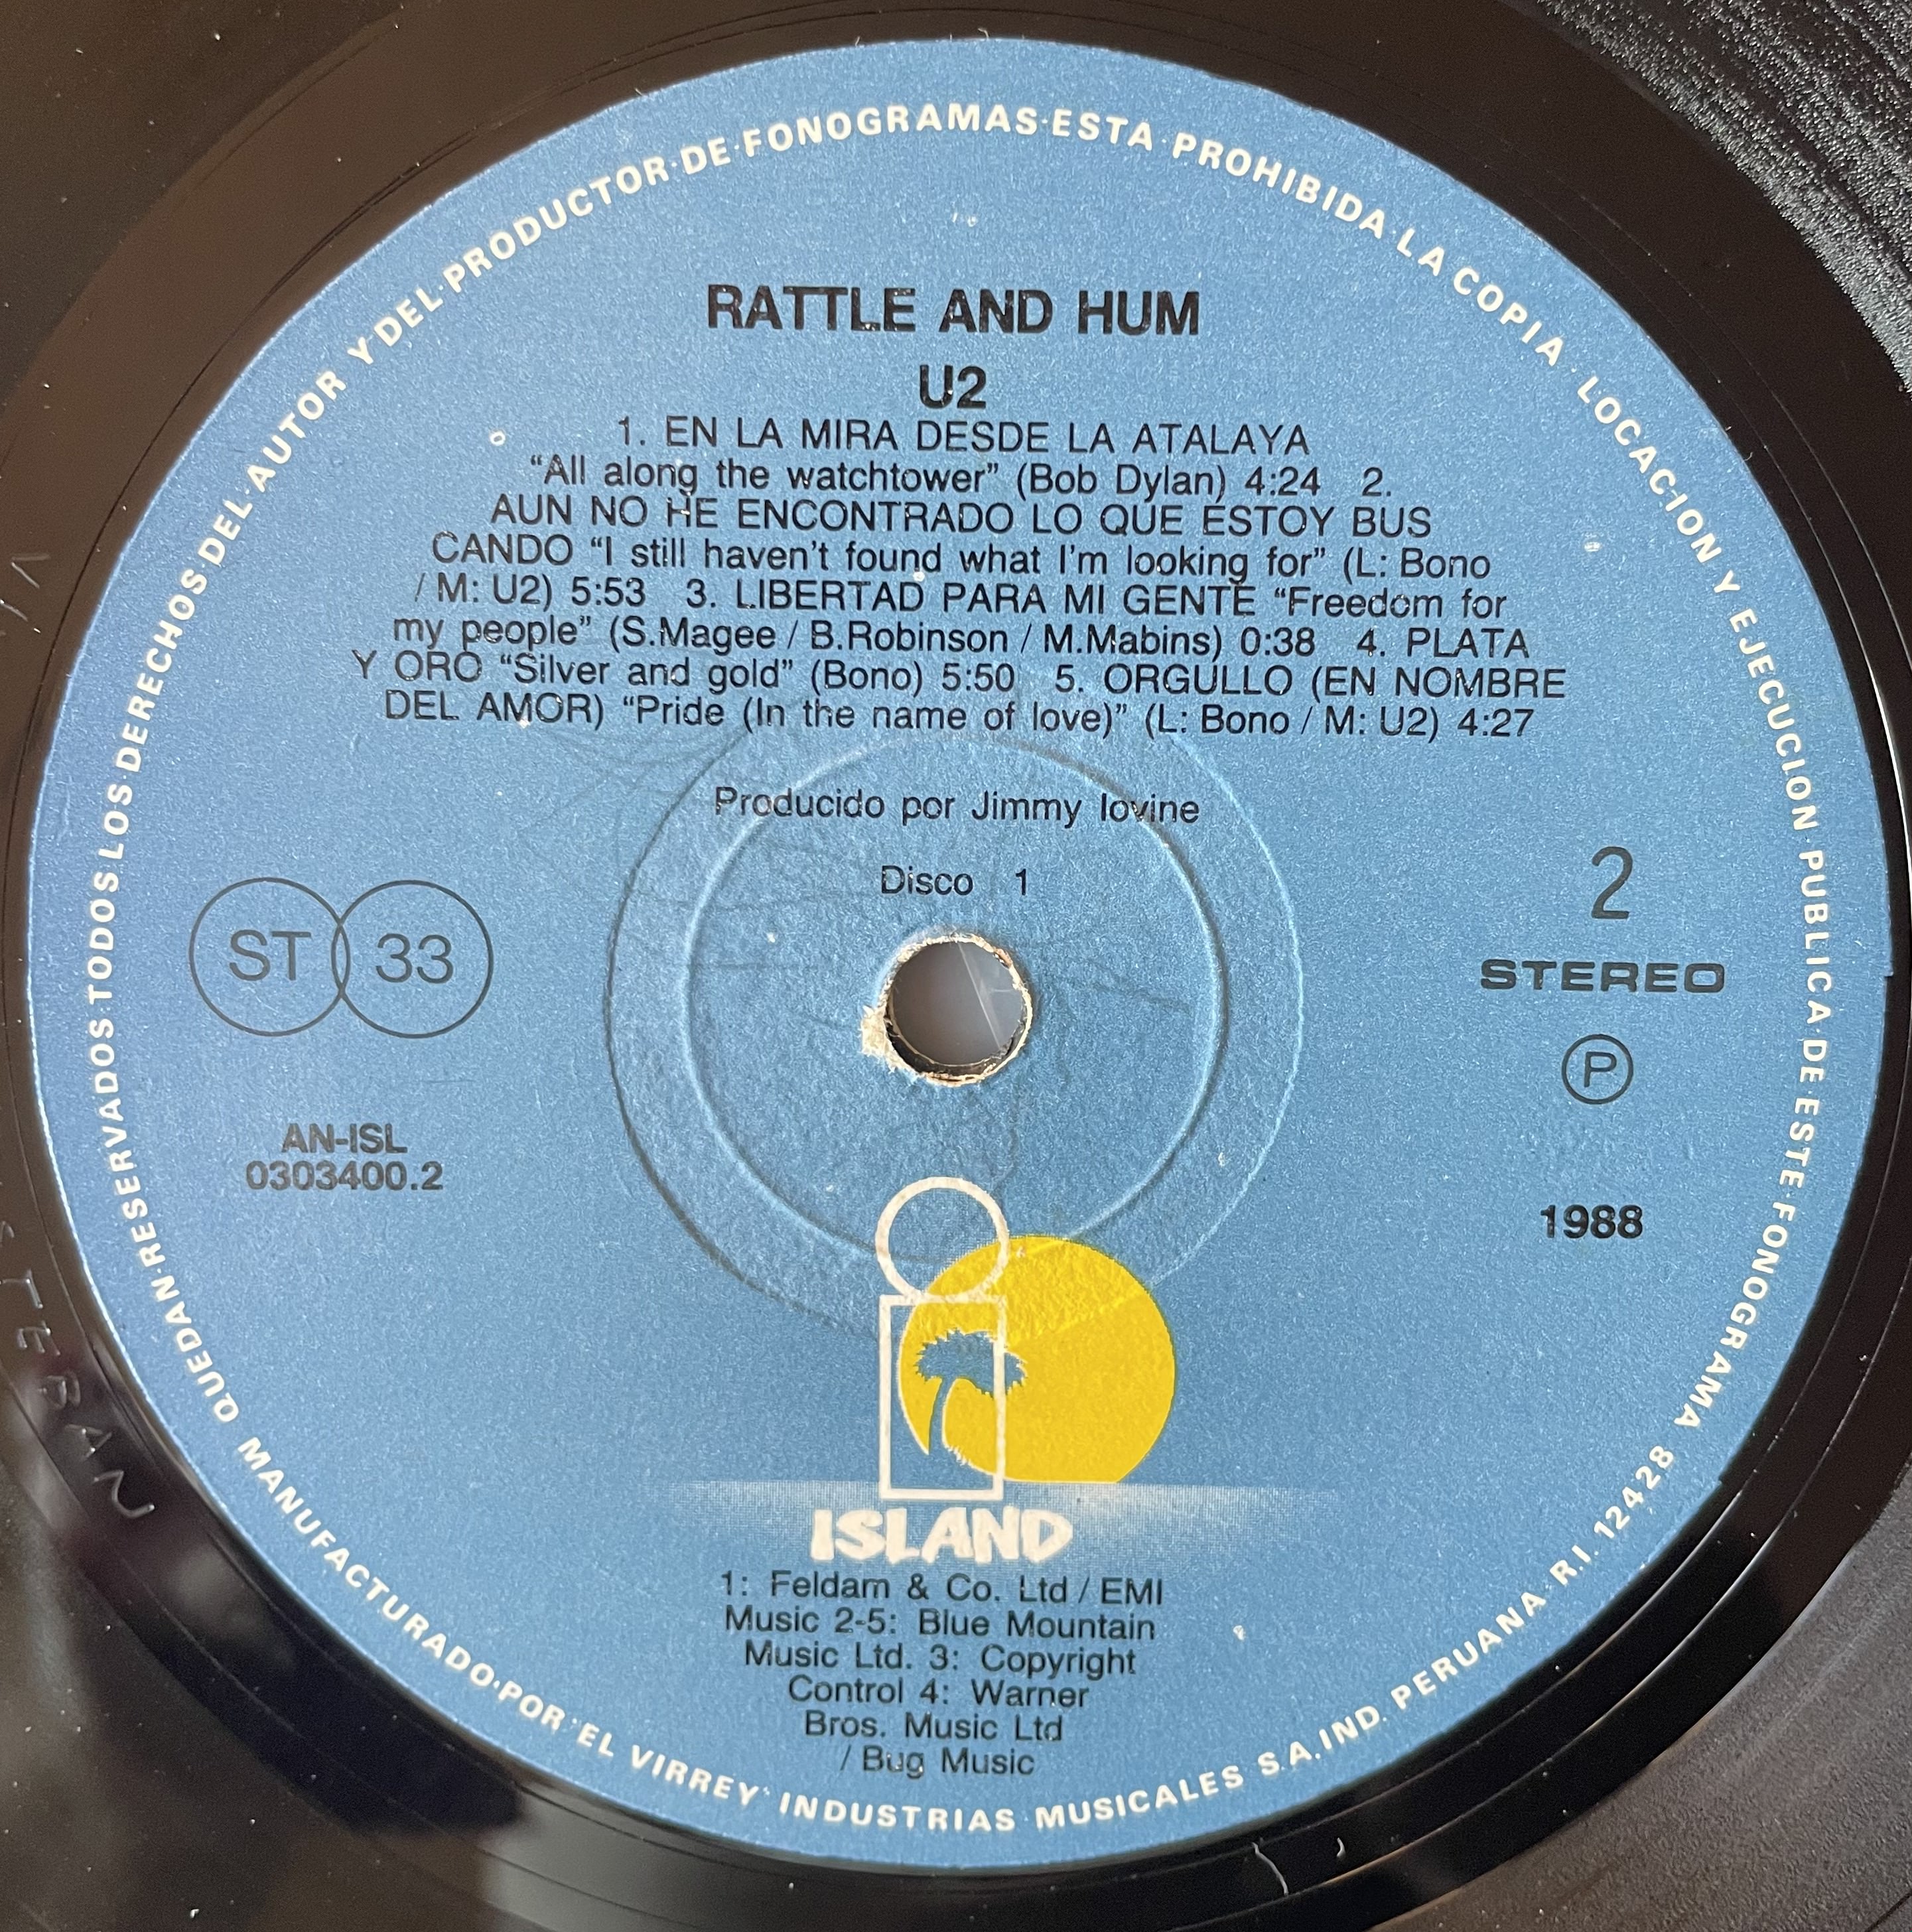 QUEDAN·RESERVADOS·TODOS·LOS·DERECHOS·DEL·AUTOR Y·DEL·PRODUCTOR·DE·FONOGRAMAS·ESTA·PROHIBIDA·LA COPIA·LOCACION Y EJECUCION PUBLICA·DE·ESTE·FONOGRAMA
RATTLE AND HUM
U2
1. EN LA MIRA DESDE LA ATALAYA
“All along the watchtower” (Bob Dylan) 4:24 2.
AUN NO HE ENCONTRADO LO QUE ESTOY BUS
CANDO “I still haven't found what I'm looking for” (L: Bono
/ M: U2) 5:53 3. LIBERTAD PARA MI GENTE “Freedom for
my people” (S.Magee / B.Robinson / M.Mabins) 0:38 4. PLATA
Y ORO “Silver and gold” (Bono) 5:50 5. ORGULLO (EN NOMBRE
DEL AMOR) “Pride (In the name of love)” (L: Bono / M: U2) 4:27
Producido por Jimmy Iovine
Disco 1
ST 33
2
STEREO
Ⓟ
AN-ISL
0303400.2
1988
ISLAND
1: Feldam & Co. Ltd / EMI
Music 2-5: Blue Mountain
Music Ltd. 3: Copyright
Control 4: Warner
Bros. Music Ltd
/ Bug Music
MANUFACTURADO·POR "EL VIRREY" INDUSTRIAS MUSICALES S.A. IND. PERUANA R.I. 12428